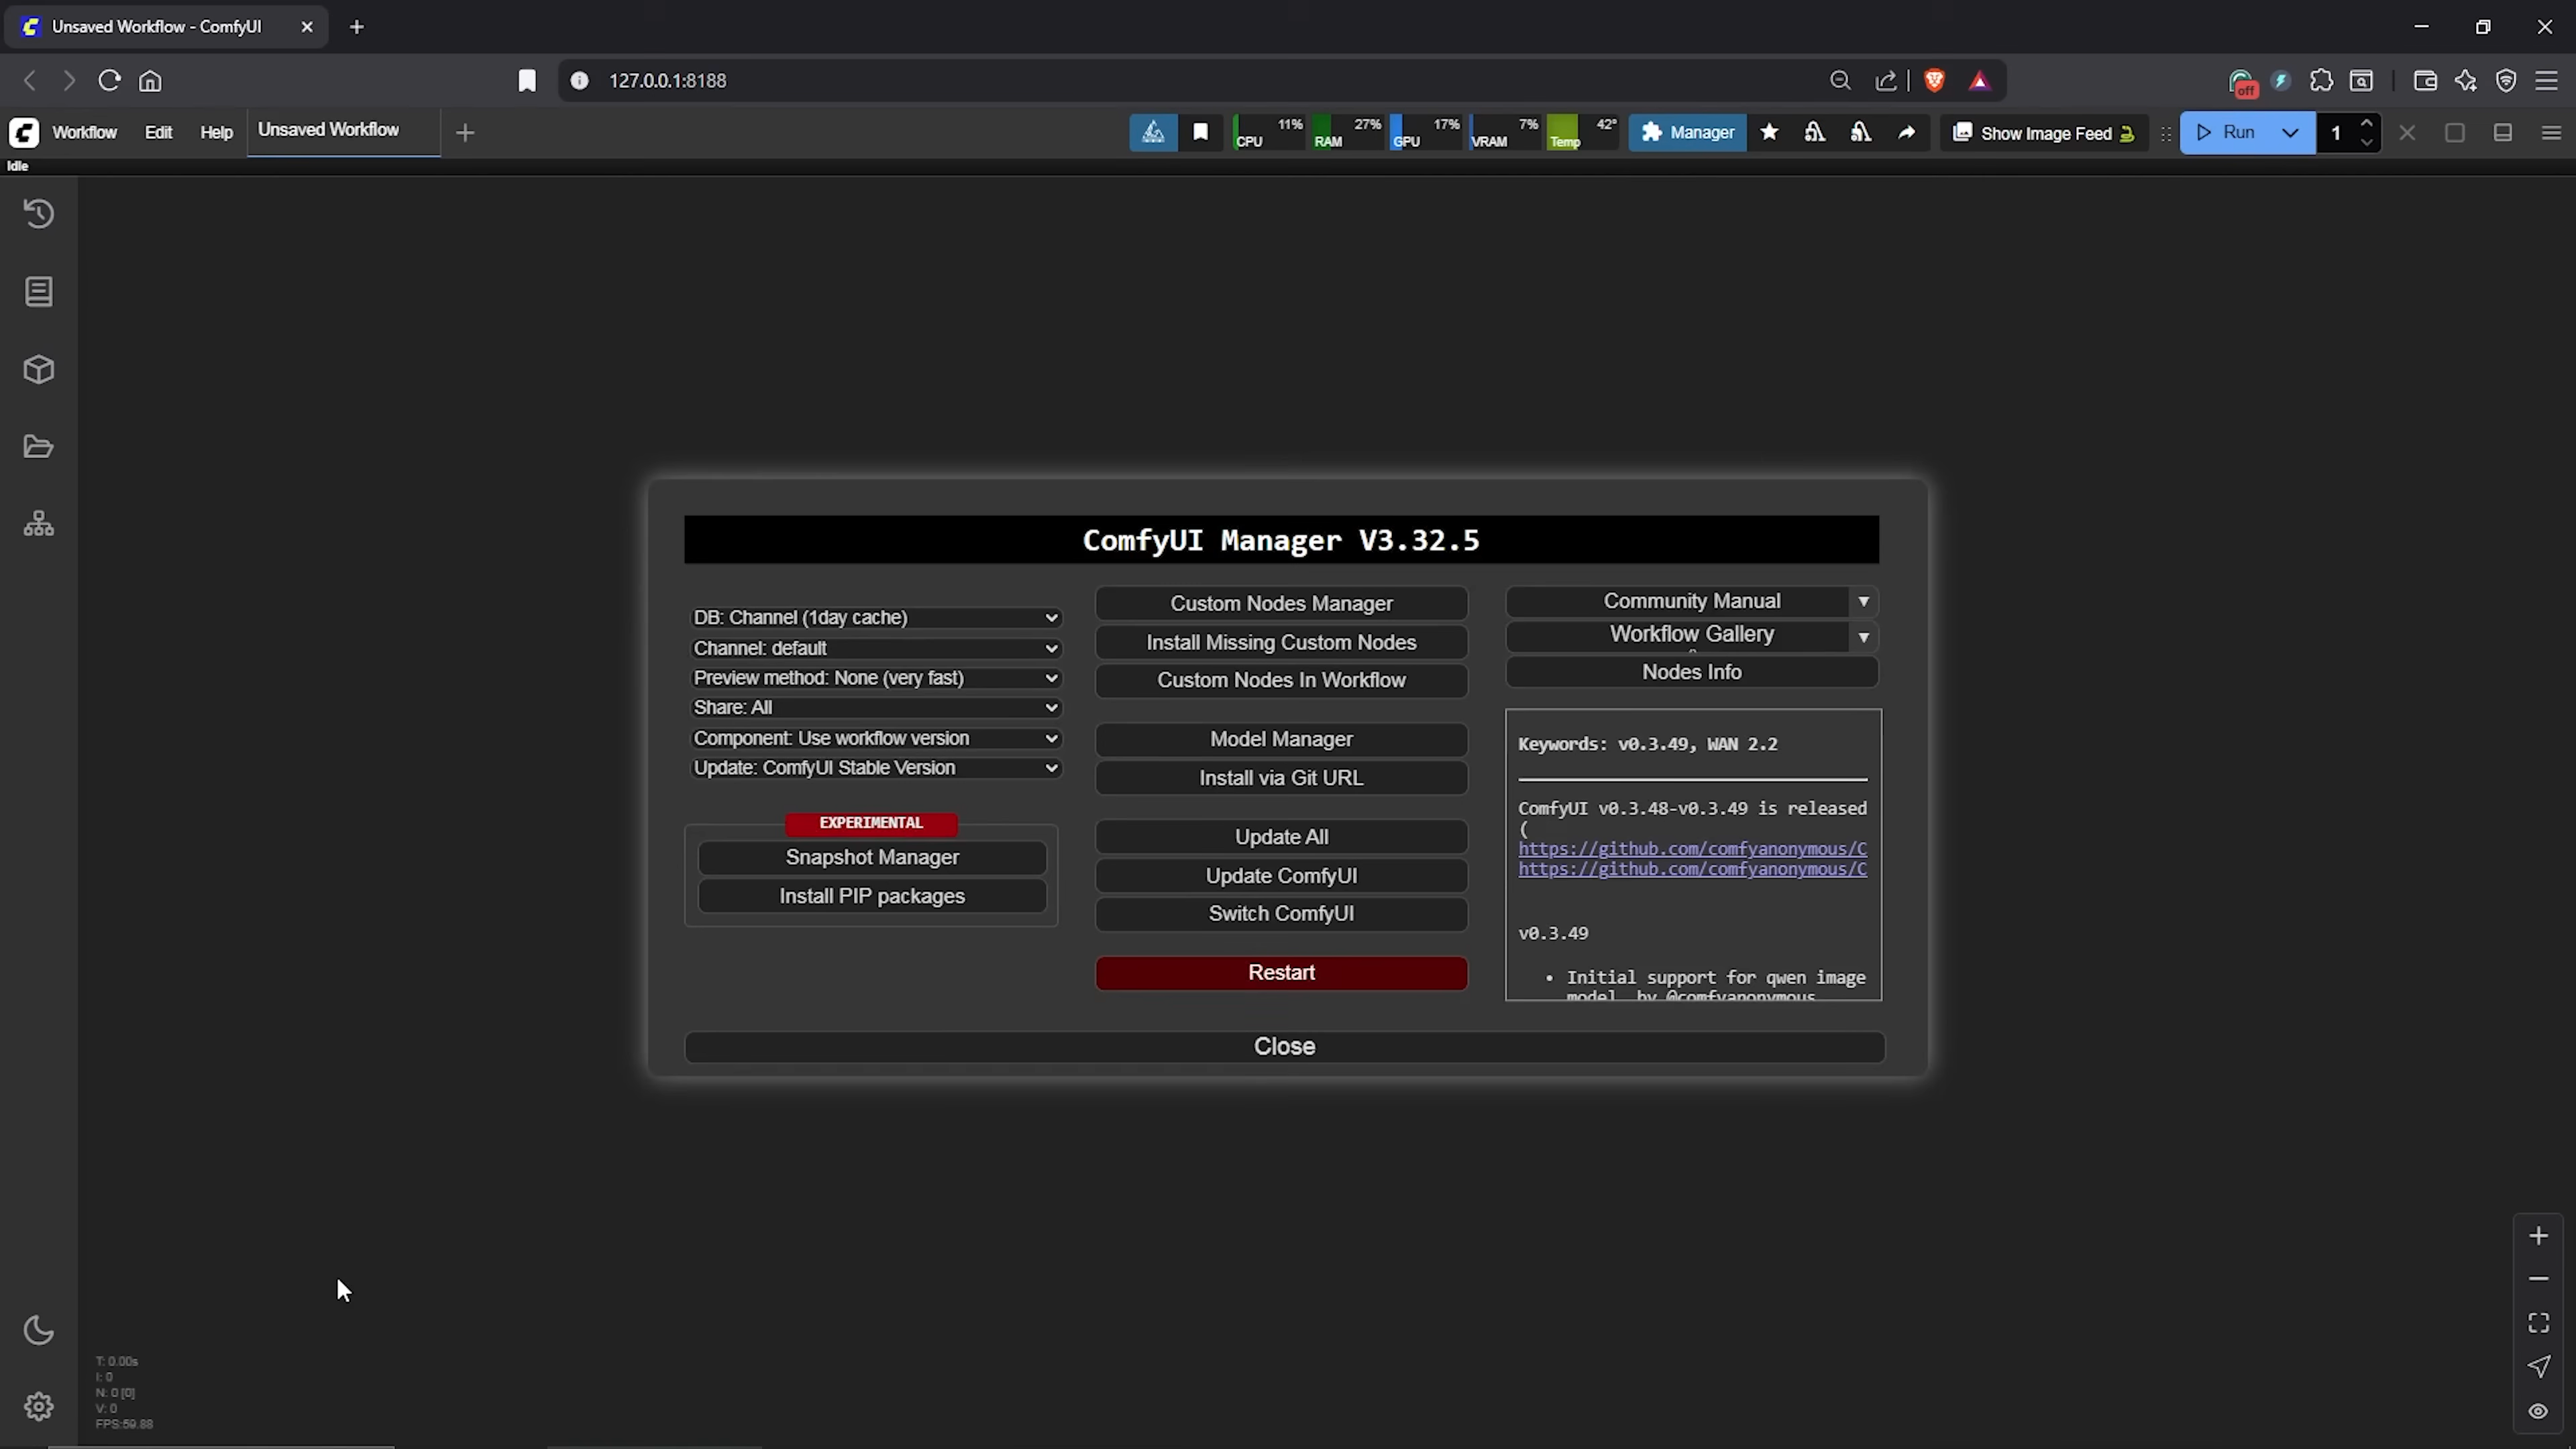 Unsaved Workflow - ComfyUI
127.0.0.1:8188
off
Workflow Edit Help Unsaved Workflow
CPU 11% RAM 27% GPU 17% VRAM 7% Temp 42°
Manager
Show Image Feed
Run
1
Idle
ComfyUI Manager V3.32.5
DB: Channel (1day cache)
Channel: default
Preview method: None (very fast)
Share: All
Component: Use workflow version
Update: ComfyUI Stable Version
EXPERIMENTAL
Snapshot Manager
Install PIP packages
Custom Nodes Manager
Install Missing Custom Nodes
Custom Nodes In Workflow
Model Manager
Install via Git URL
Update All
Update ComfyUI
Switch ComfyUI
Restart
Community Manual
Workflow Gallery
Nodes Info
Keywords: v0.3.49, WAN 2.2
ComfyUI v0.3.48-v0.3.49 is released
(
https://github.com/comfyanonymous/C
https://github.com/comfyanonymous/C
v0.3.49
• Initial support for qwen image
model by @comfyanonymous
Close
T: 0.00s
I: 0
N: 0 [0]
V: 0
FPS:59.88